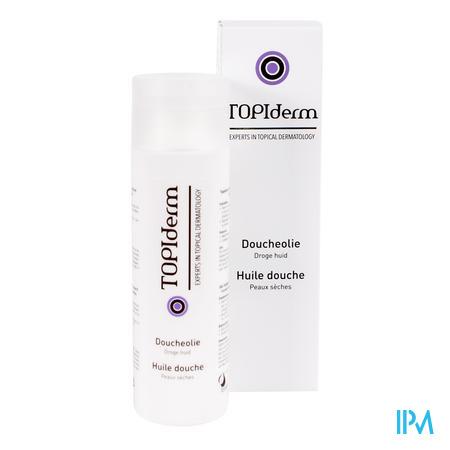 TOPIderm
EXPERTS IN TOPICAL DERMATOLOGY
Doucheolie
Droge huid
Huile douche
Peaux sèches
TOPIderm
EXPERTS IN TOPICAL DERMATOLOGY
Doucheolie
Droge huid
Huile douche
Peaux sèches
IPM